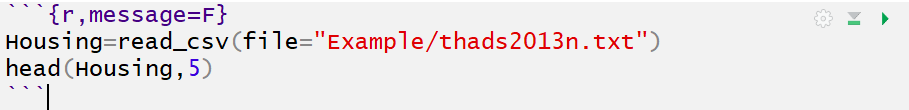 ```{r,message=F}
Housing=read_csv(file="Example/thads2013n.txt")
head(Housing,5)
```